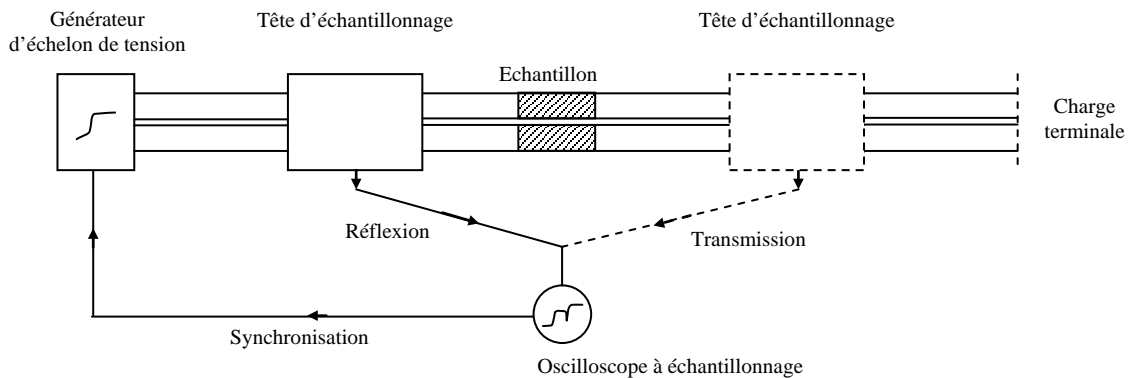 Générateur
d'échelon de tension
Tête d'échantillonnage
Tête d'échantillonnage
Echantillon
Charge
terminale
Réflexion
Transmission
Synchronisation
Oscilloscope à échantillonnage